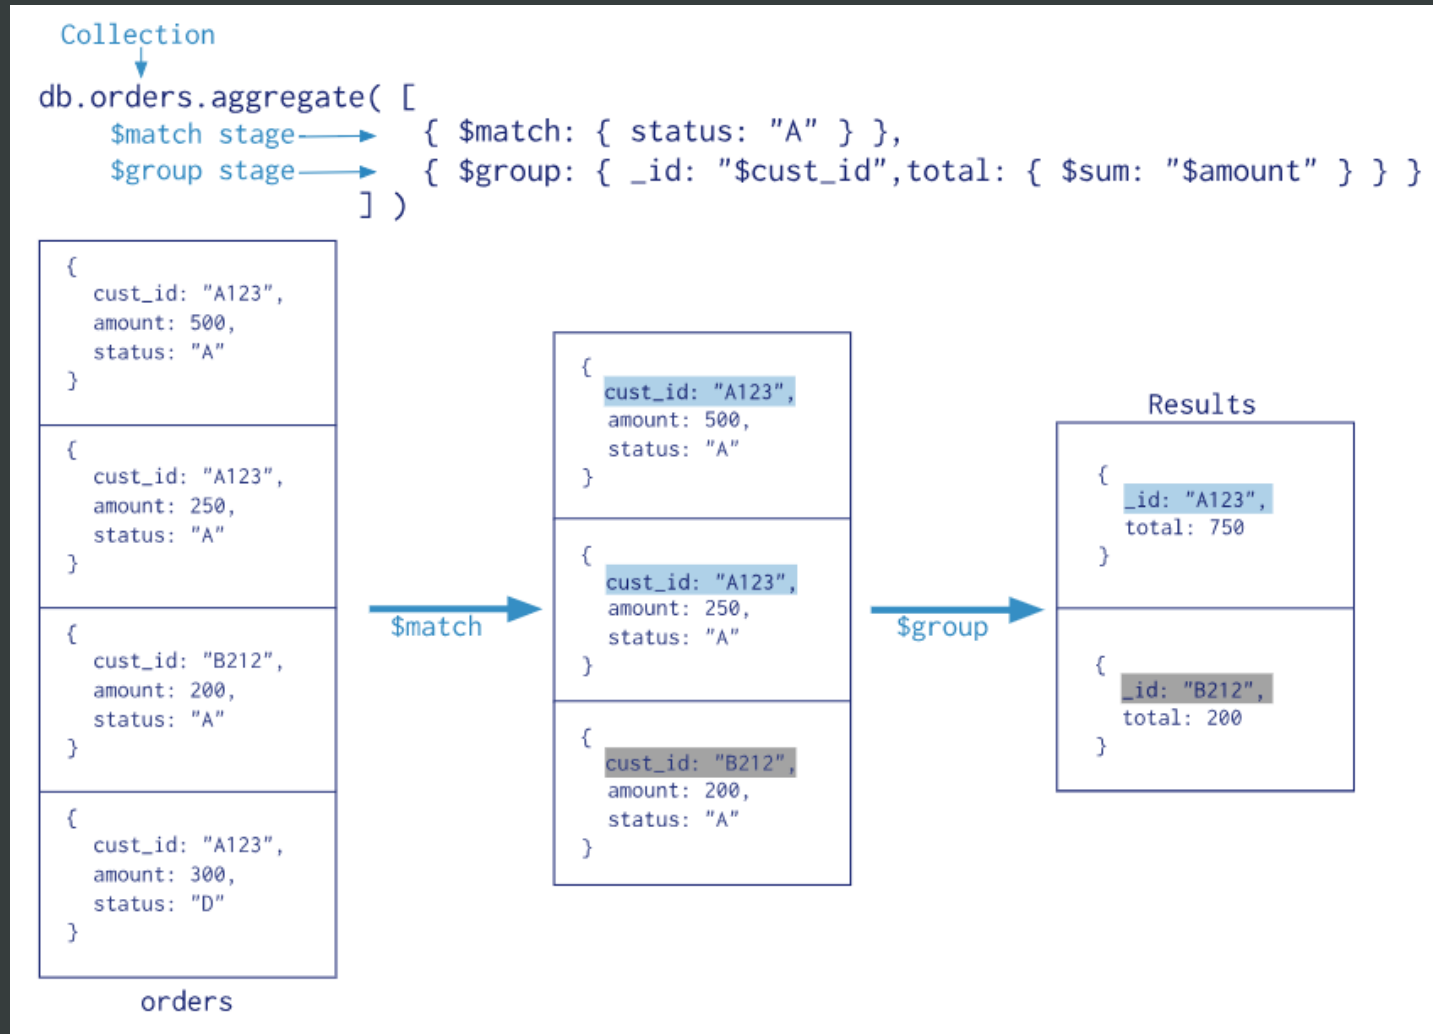 Collection
db.orders.aggregate( [
$match stage { $match: { status: "A" } },
$group stage { $group: { _id: "$cust_id",total: { $sum: "$amount" } } }
] )
{
cust_id: "A123",
amount: 500,
status: "A"
}
{
cust_id: "A123",
amount: 250,
status: "A"
}
{
cust_id: "B212",
amount: 200,
status: "A"
}
{
cust_id: "A123",
amount: 300,
status: "D"
}
orders
$match
{
cust_id: "A123",
amount: 500,
status: "A"
}
{
cust_id: "A123",
amount: 250,
status: "A"
}
{
cust_id: "B212",
amount: 200,
status: "A"
}
$group
Results
{
_id: "A123",
total: 750
}
{
_id: "B212",
total: 200
}